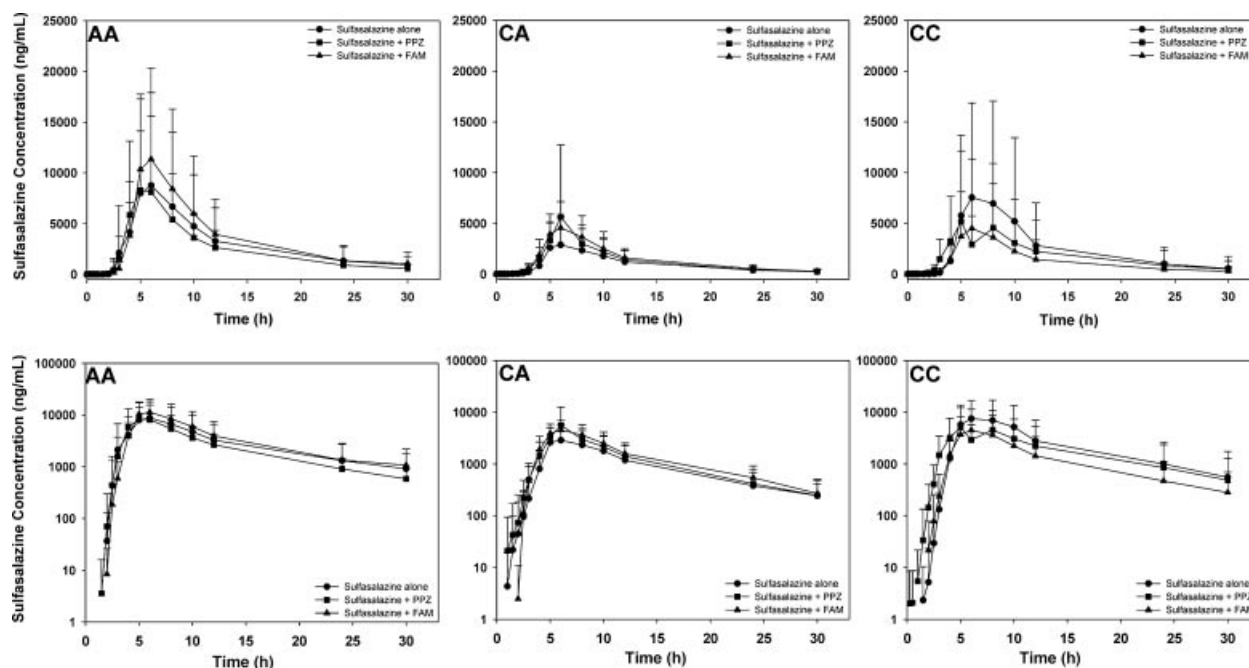 AA
Sulfasalazine alone
Sulfasalazine + PPZ
Sulfasalazine + FAM
Sulfasalazine Concentration (ng/mL)
25000
20000
15000
10000
5000
0
0 5 10 15 20 25 30
Time (h)
CA
Sulfasalazine alone
Sulfasalazine + PPZ
Sulfasalazine + FAM
25000
20000
15000
10000
5000
0
0 5 10 15 20 25 30
Time (h)
CC
Sulfasalazine alone
Sulfasalazine + PPZ
Sulfasalazine + FAM
25000
20000
15000
10000
5000
0
0 5 10 15 20 25 30
Time (h)
AA
Sulfasalazine Concentration (ng/mL)
100000
10000
1000
100
10
1
Sulfasalazine alone
Sulfasalazine + PPZ
Sulfasalazine + FAM
0 5 10 15 20 25 30
Time (h)
CA
100000
10000
1000
100
10
1
Sulfasalazine alone
Sulfasalazine + PPZ
Sulfasalazine + FAM
0 5 10 15 20 25 30
Time (h)
CC
100000
10000
1000
100
10
1
Sulfasalazine alone
Sulfasalazine + PPZ
Sulfasalazine + FAM
0 5 10 15 20 25 30
Time (h)